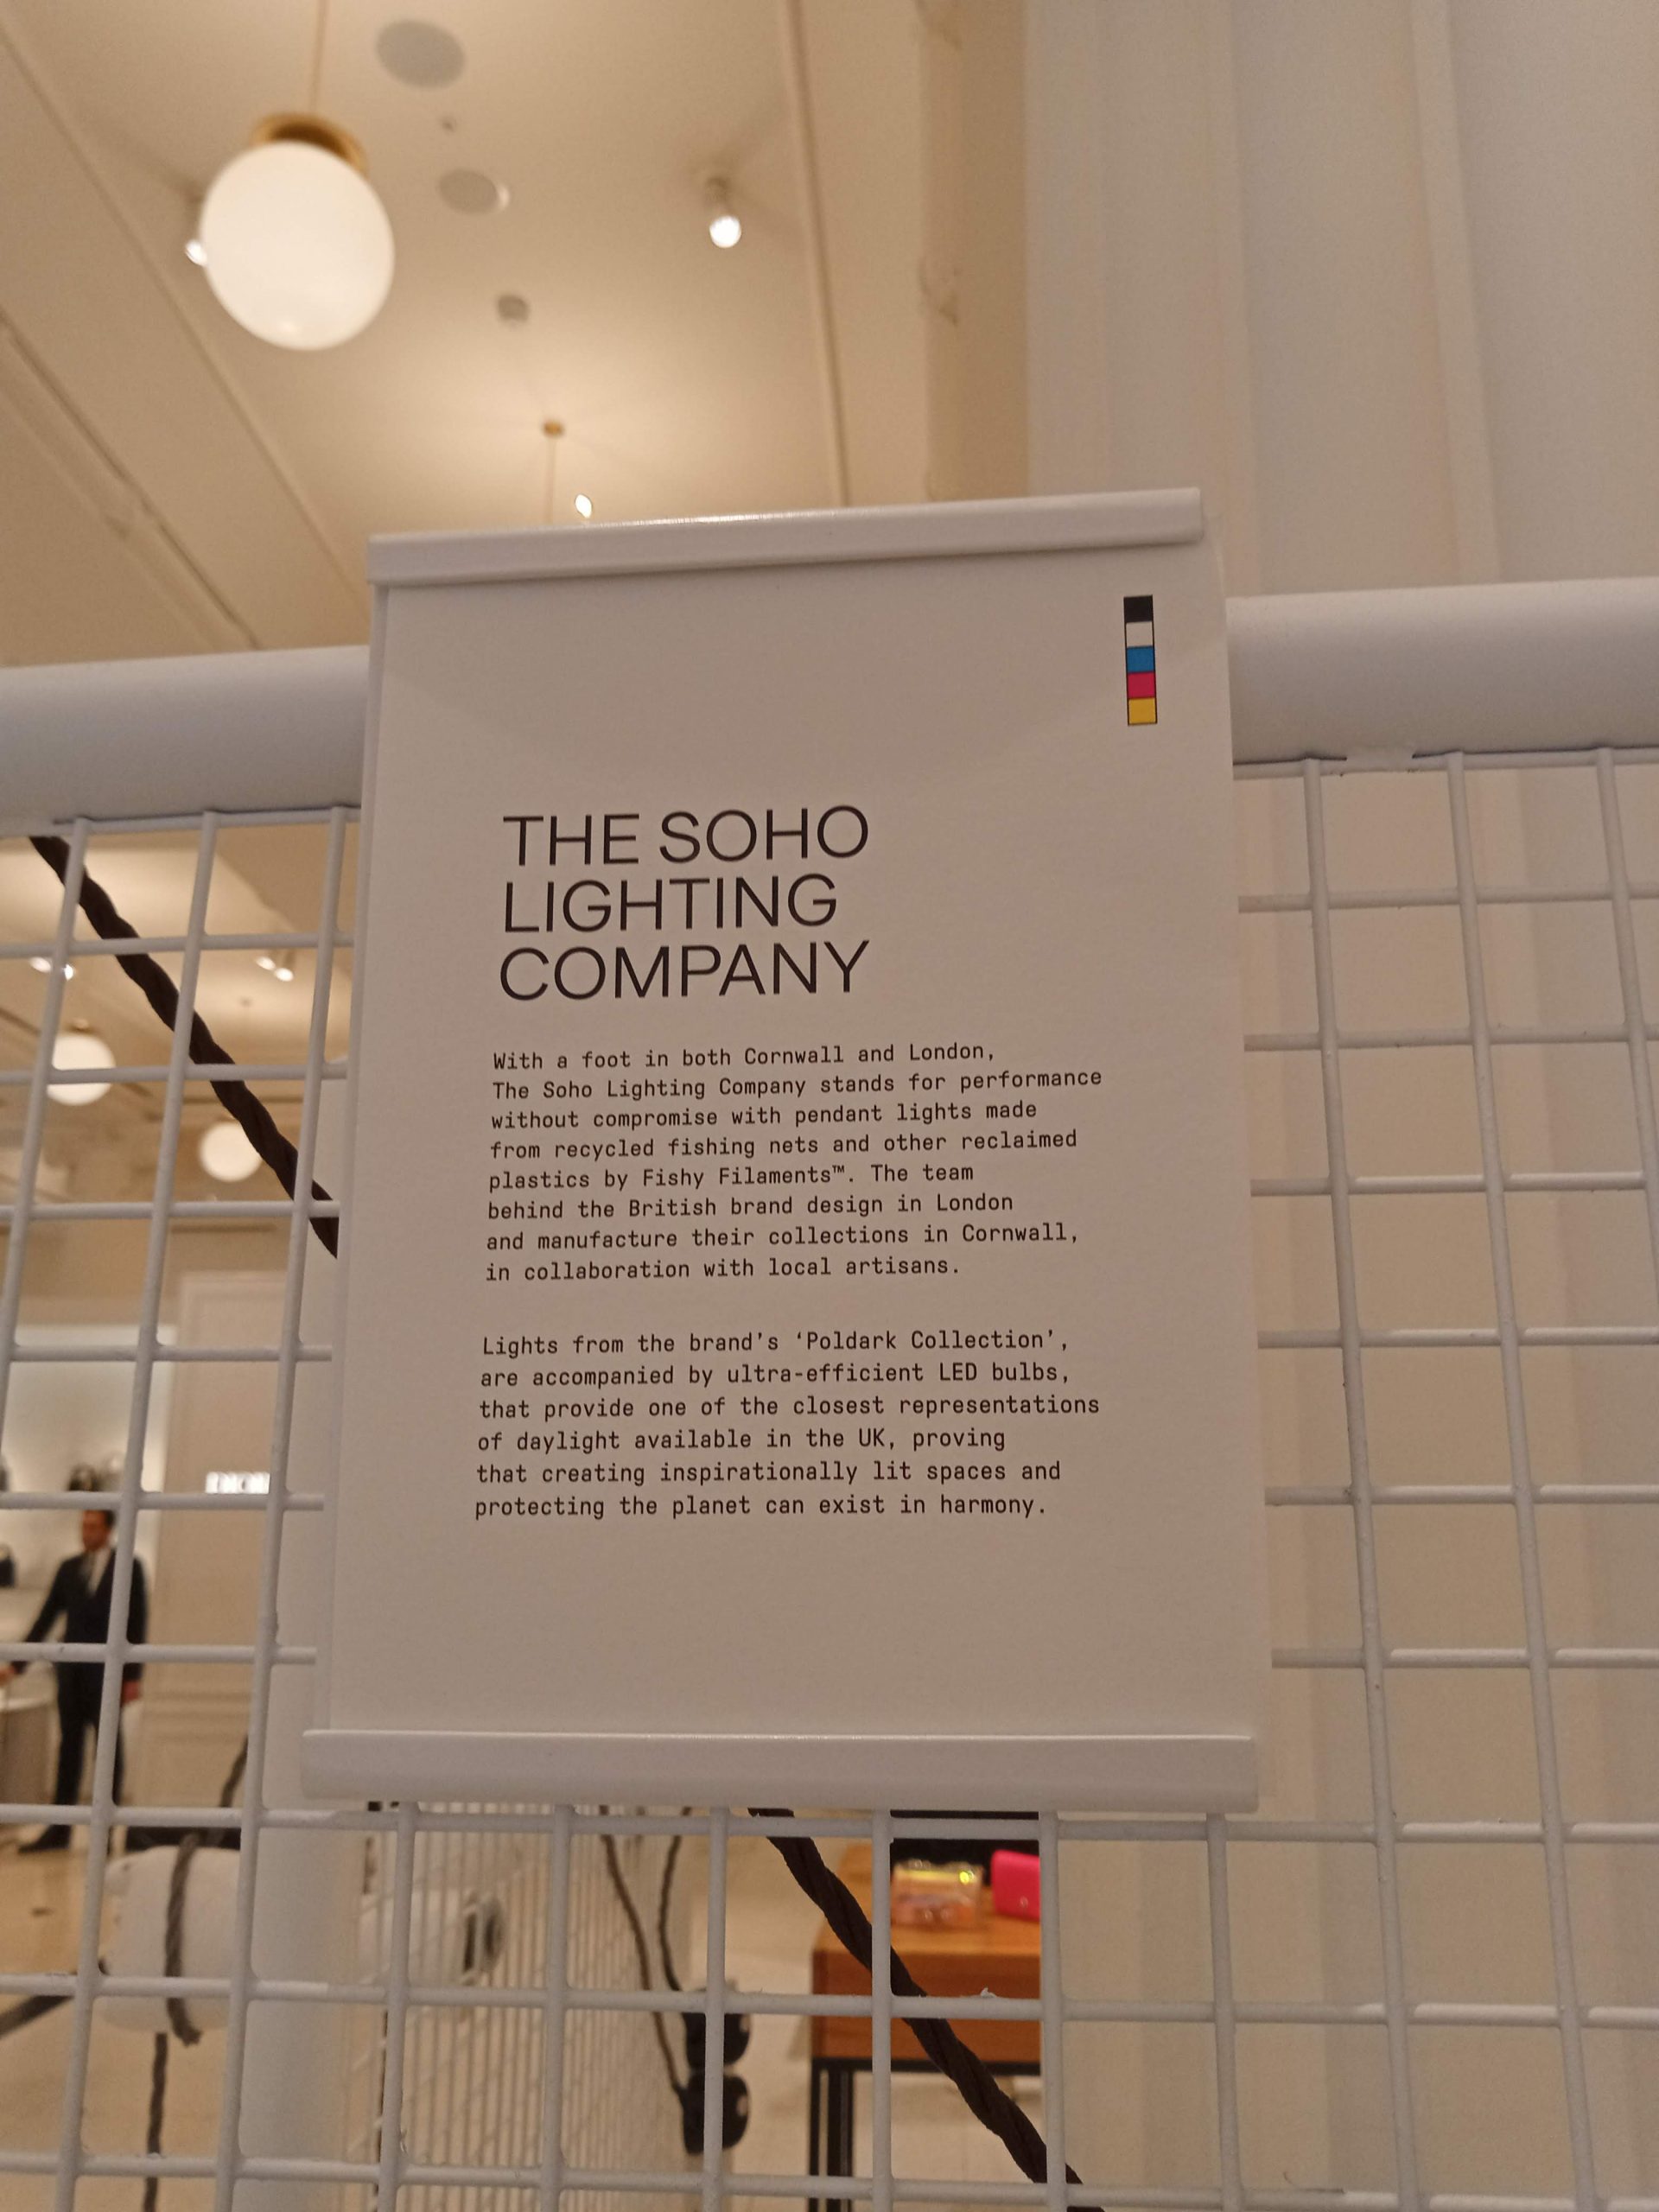 THE SOHO
LIGHTING
COMPANY
With a foot in both Cornwall and London,
The Soho Lighting Company stands for performance
without compromise with pendant lights made
from recycled fishing nets and other reclaimed
plastics by Fishy Filaments™. The team
behind the British brand design in London
and manufacture their collections in Cornwall,
in collaboration with local artisans.
Lights from the brand's ‘Poldark Collection’,
are accompanied by ultra-efficient LED bulbs,
that provide one of the closest representations
of daylight available in the UK, proving
that creating inspirationally lit spaces and
protecting the planet can exist in harmony.